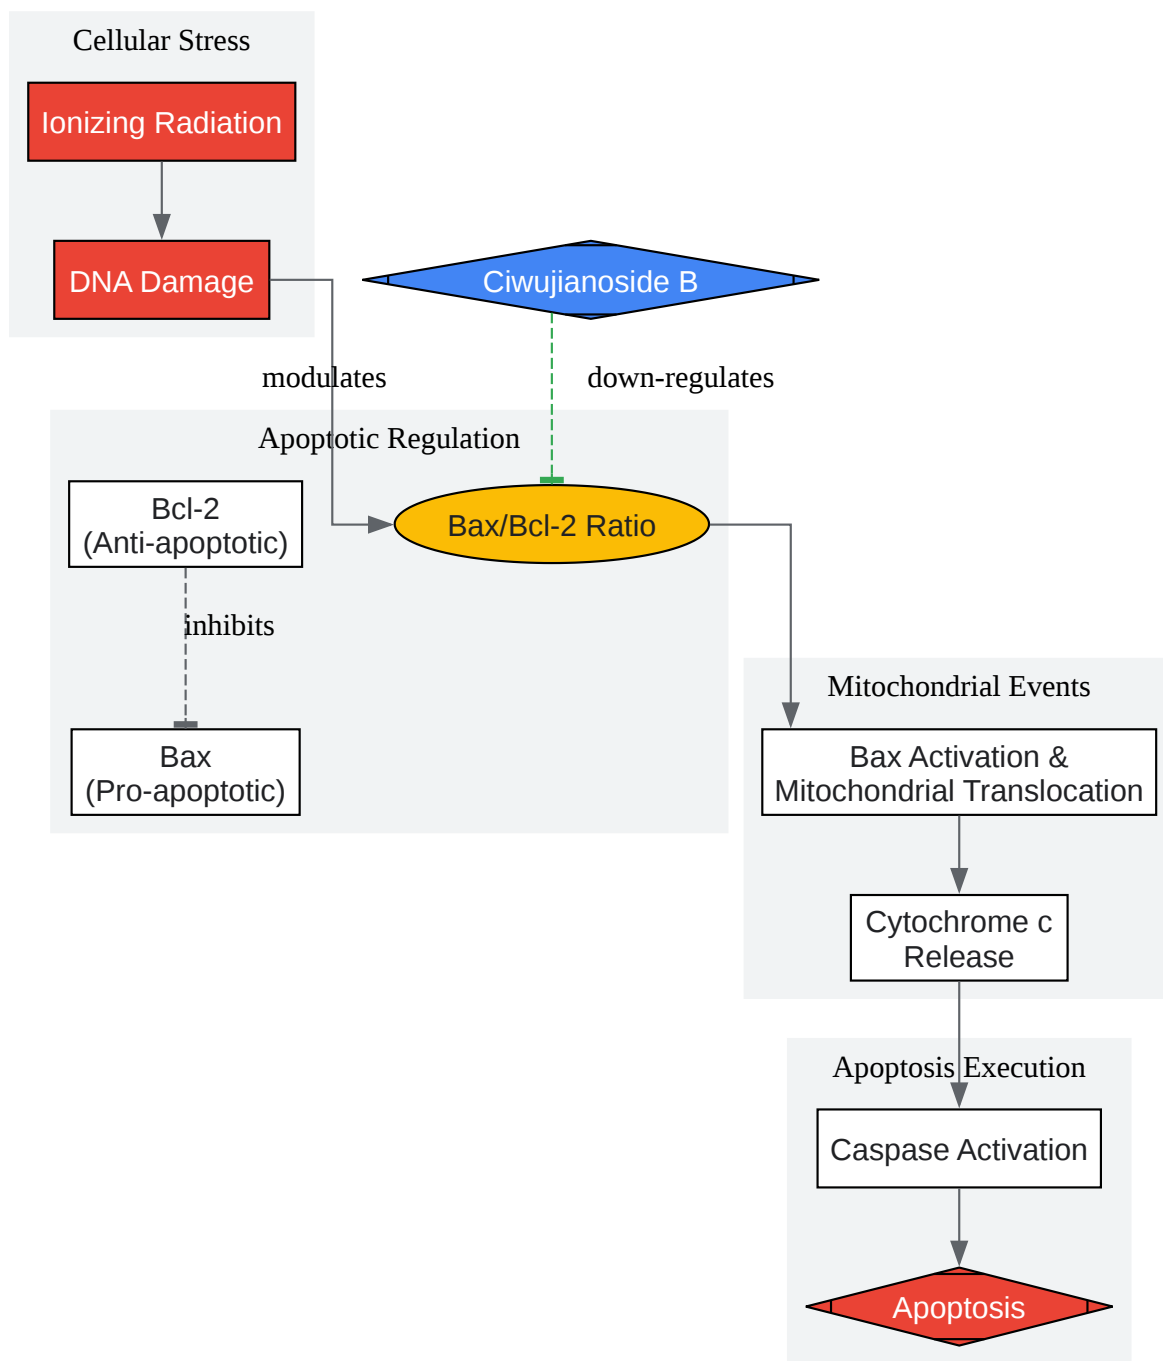 Cellular Stress
Ionizing Radiation
DNA Damage
Ciwujianoside B
modulates
down-regulates
Apoptotic Regulation
Bcl-2
(Anti-apoptotic)
Bax/Bcl-2 Ratio
inhibits
Bax
(Pro-apoptotic)
Mitochondrial Events
Bax Activation &
Mitochondrial Translocation
Cytochrome c
Release
Apoptosis Execution
Caspase Activation
Apoptosis